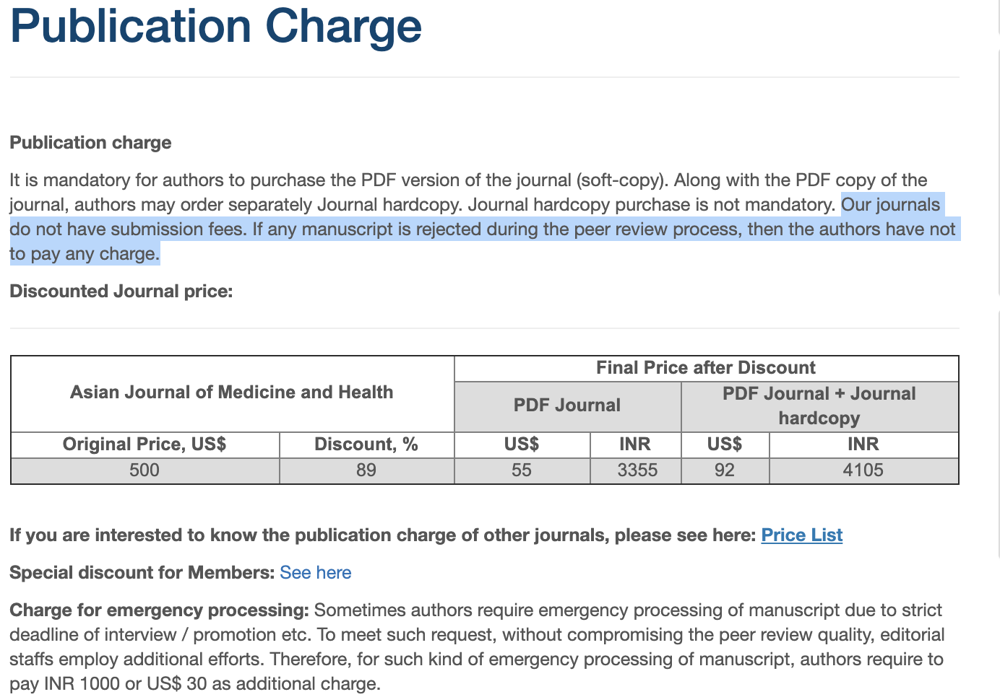 Publication Charge
Publication charge
It is mandatory for authors to purchase the PDF version of the journal (soft-copy). Along with the PDF copy of the
journal, authors may order separately Journal hardcopy. Journal hardcopy purchase is not mandatory. Our journals
do not have submission fees. If any manuscript is rejected during the peer review process, then the authors have not
to pay any charge.
Discounted Journal price:
Asian Journal of Medicine and Health
Final Price after Discount
PDF Journal
PDF Journal + Journal
hardcopy
Original Price, US$ Discount, % US$ INR US$ INR
500 89 55 3355 92 4105
If you are interested to know the publication charge of other journals, please see here: Price List
Special discount for Members: See here
Charge for emergency processing: Sometimes authors require emergency processing of manuscript due to strict
deadline of interview / promotion etc. To meet such request, without compromising the peer review quality, editorial
staffs employ additional efforts. Therefore, for such kind of emergency processing of manuscript, authors require to
pay INR 1000 or US$ 30 as additional charge.